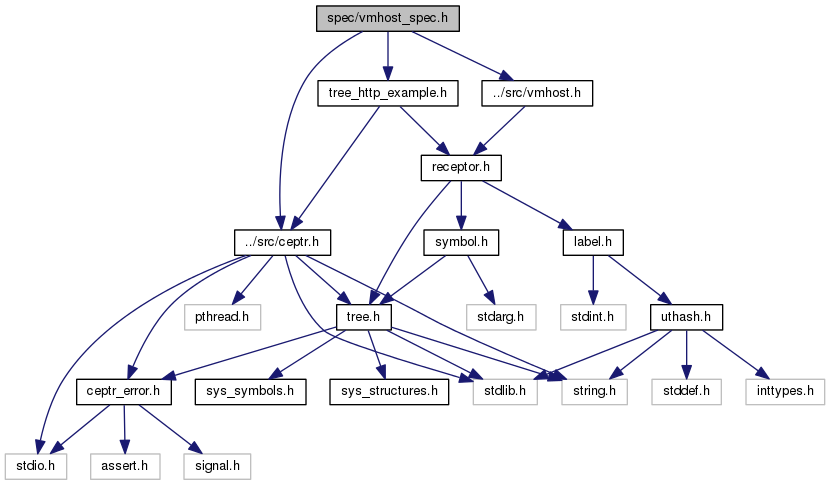 spec/vmhost_spec.h
tree_http_example.h
../src/vmhost.h
receptor.h
../src/ceptr.h
symbol.h
label.h
pthread.h
tree.h
stdarg.h
stdint.h
uthash.h
ceptr_error.h
sys_symbols.h
sys_structures.h
stdlib.h
string.h
stddef.h
inttypes.h
stdio.h
assert.h
signal.h